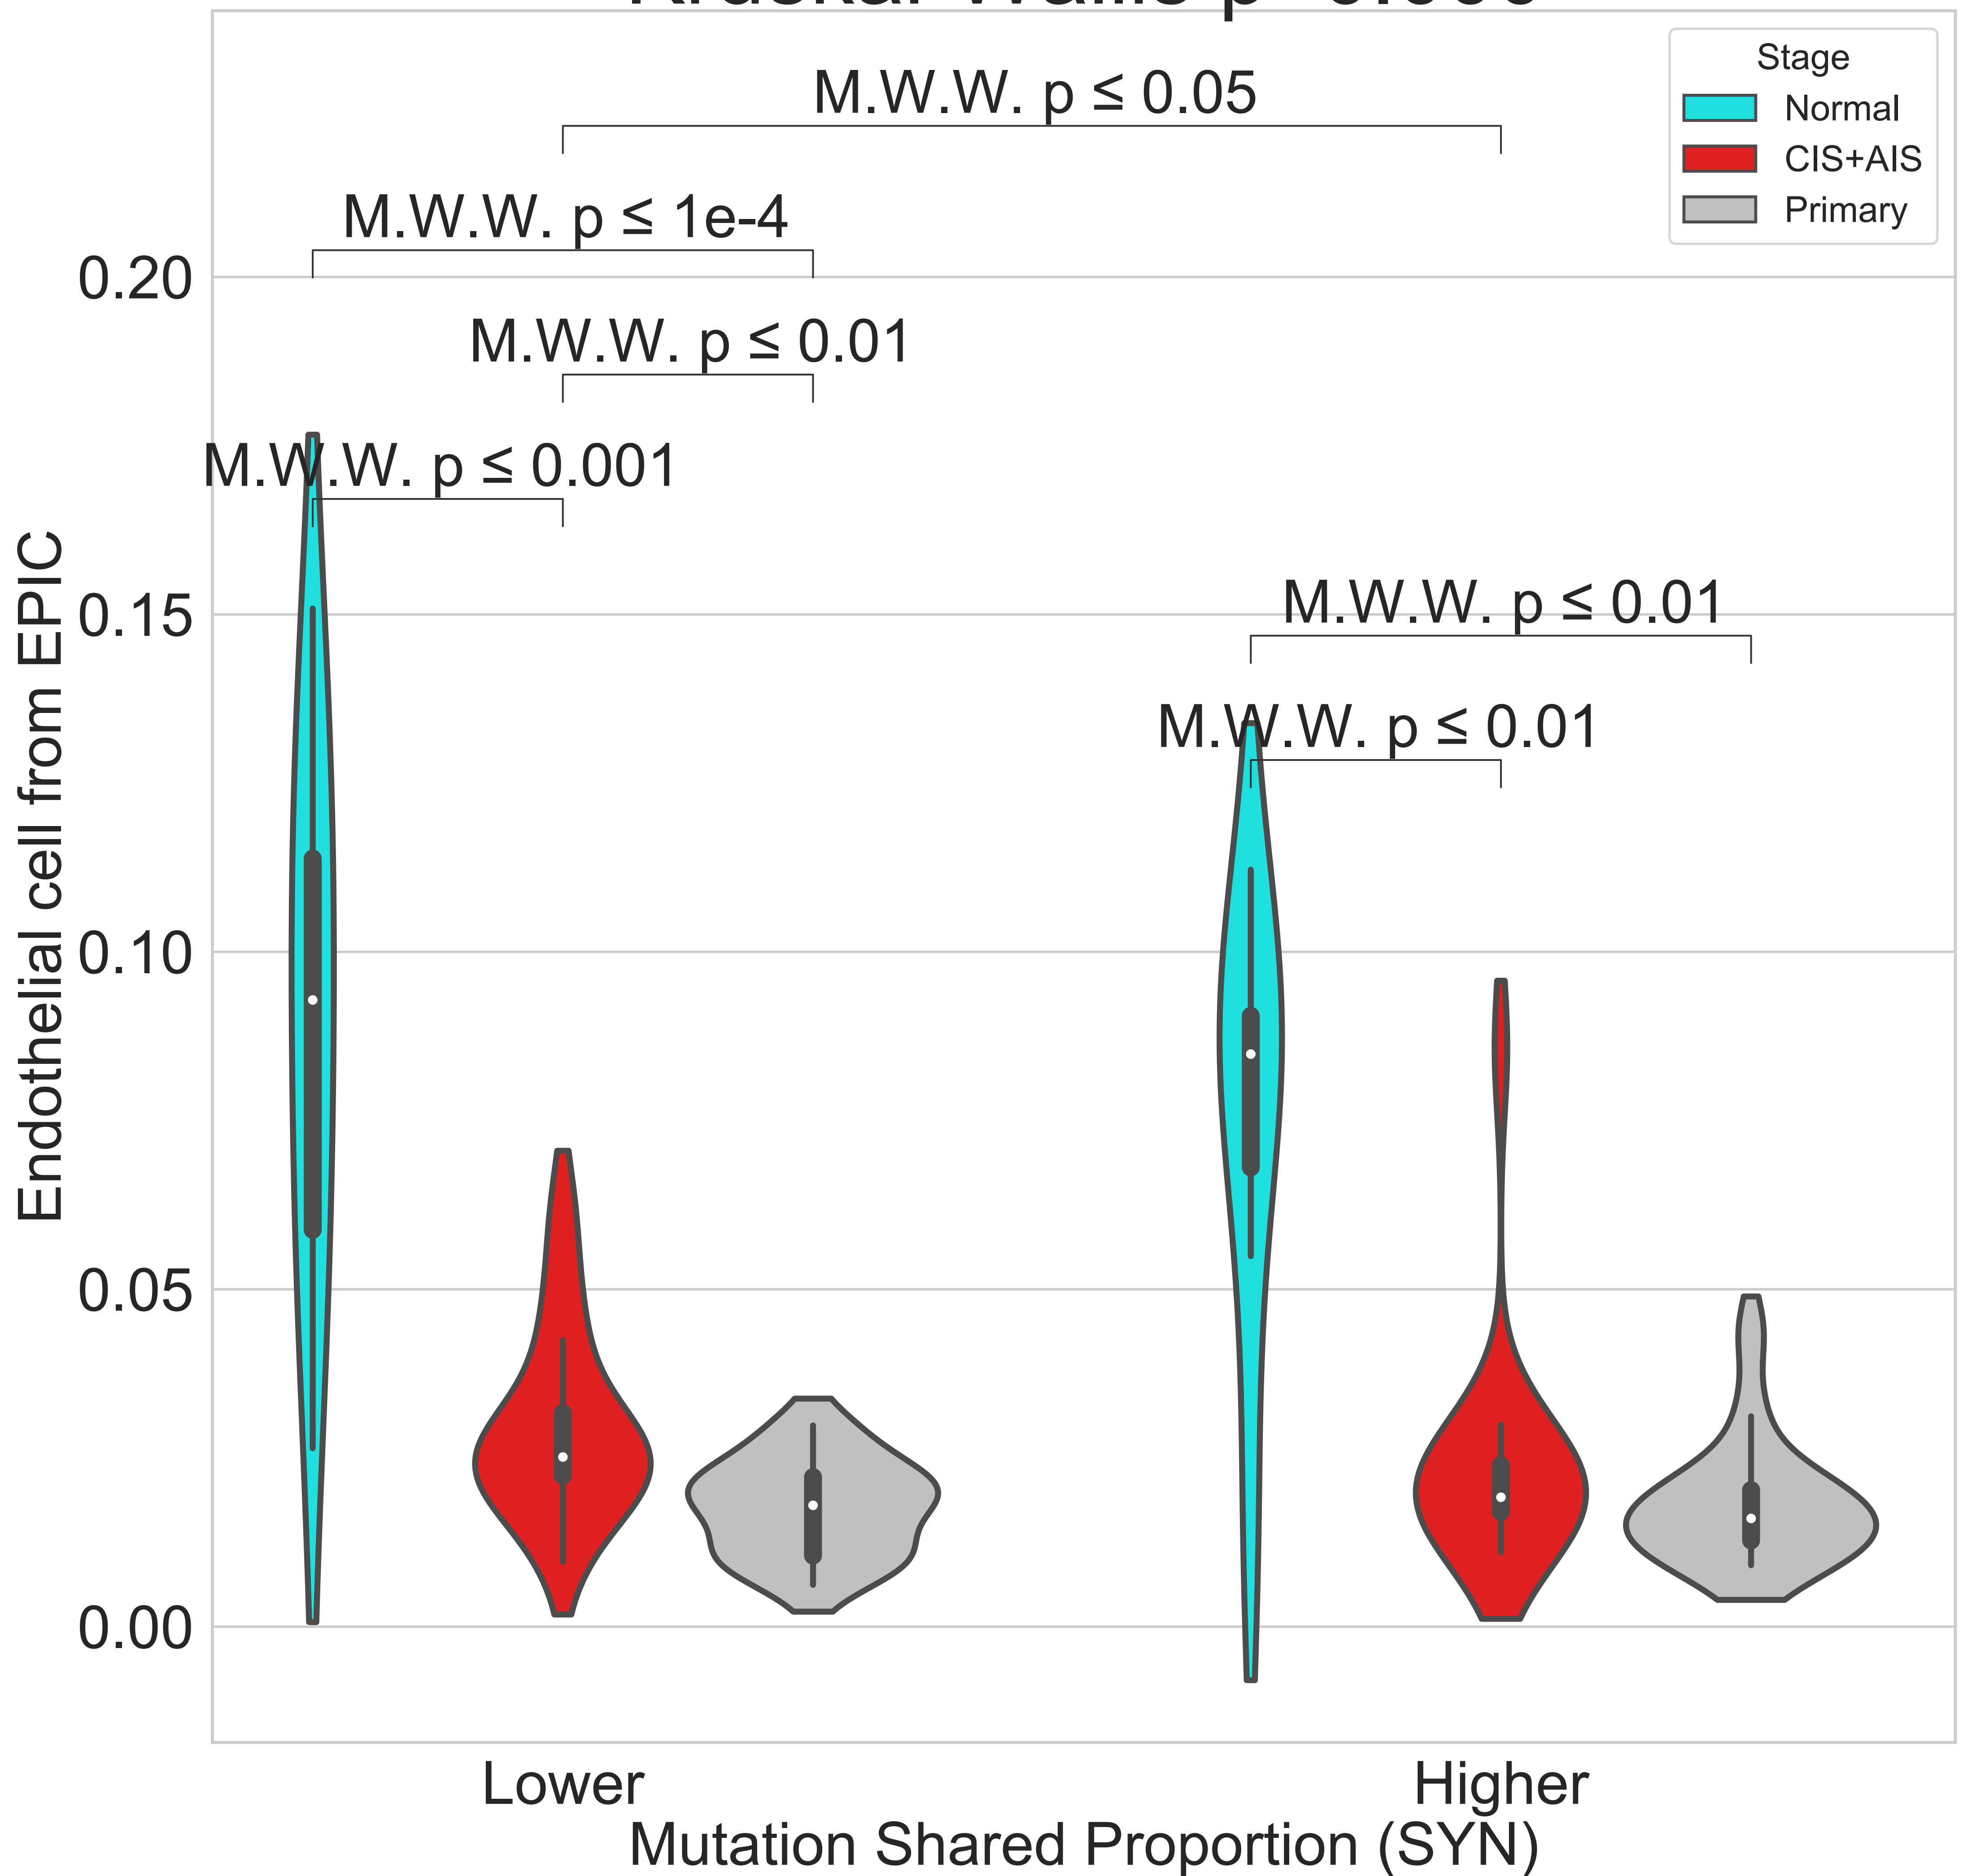 M.W.W. p ≤ 0.05
M.W.W. p ≤ 1e-4
M.W.W. p ≤ 0.01
M.W.W. p ≤ 0.001
M.W.W. p ≤ 0.01
M.W.W. p ≤ 0.01
Stage
Normal
CIS+AIS
Primary
Endothelial cell from EPIC
0.20
0.15
0.10
0.05
0.00
Lower
Higher
Mutation Shared Proportion (SYN)